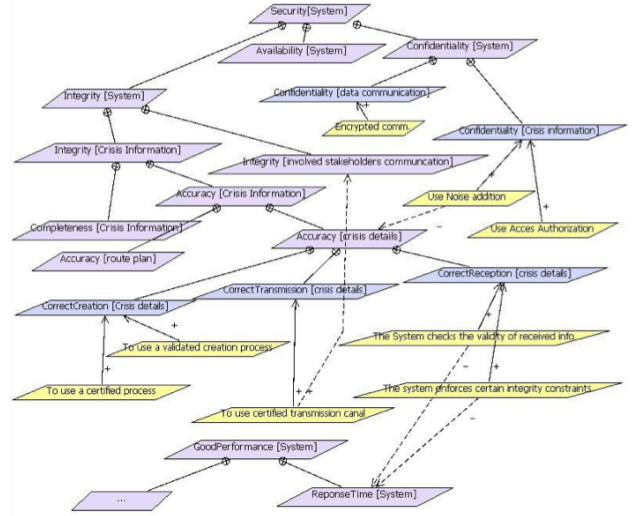 Security[System]
Availability [System]
Confidentiality [System]
Integrity [System]
Confidentiality [data communication]
+
Encrypted comm.
Confidentiality [Crisis information]
Integrity [Crisis Information]
Integrity [involved stakeholders communcation]
+
Accuracy [Crisis Information]
Use Noise addition
+
Completeness [Crisis Information]
–
Use Acces Authorization
Accuracy [crisis details]
Accuracy [route plan]
CorrectReception [crisis details]
CorrectTransmission [crisis details]
CorrectCreation [Crisis details]
+
+
The System checks the validity of received info
To use a validated creation process
–
+
+
To use a certified process
+
+
The system enforces certain integrity constraints
To use certified transmission canal
–
GoodPerformance [System]
...
ReponseTime [System]